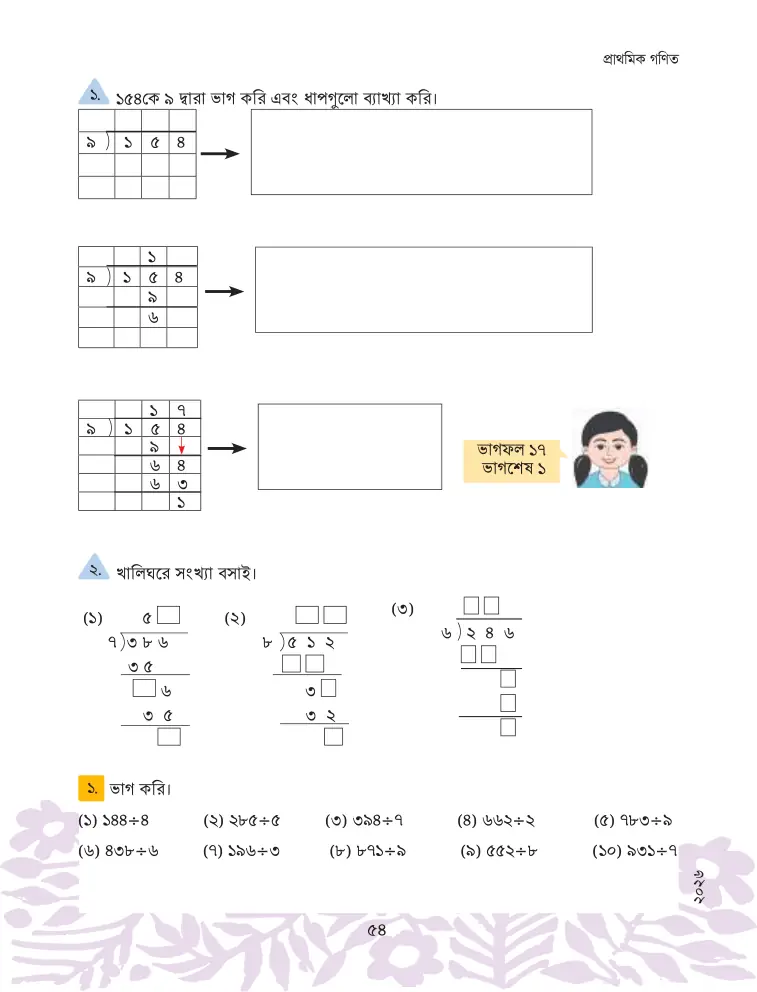 প্রাথমিক গণিত
১. ১৫৪কে ৯ দ্বারা ভাগ করি এবং ধাপগুলো ব্যাখ্যা করি।
৯ ) ১ ৫ ৪
১
৯ ) ১ ৫ ৪
৯
৬
১ ৭
৯ ) ১ ৫ ৪
৯
৬ ৪
৬ ৩
১
ভাগফল ১৭
ভাগশেষ ১
২. খালিঘরে সংখ্যা বসাই।
(১) ৫
৭ ) ৩ ৮ ৬
৩ ৫
৬
৩ ৫
(২)
৮ ) ৫ ১ ২
৩
৩ ২
(৩)
৬ ) ২ ৪ ৬
১. ভাগ করি।
(১) ১৪৪÷৪ (২) ২৮৫÷৫ (৩) ৩৯৪÷৭ (৪) ৬৬২÷২ (৫) ৭৮৩÷৯
(৬) ৪৩৮÷৬ (৭) ১৯৬÷৩ (৮) ৮৭১÷৯ (৯) ৫৫২÷৮ (১০) ৯৩১÷৭
২০২৬
৫৪